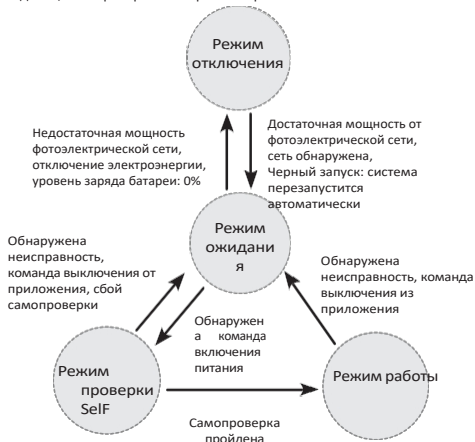 Режим
отключения
Недостаточная мощность
фотоэлектрической сети,
отключение электроэнергии,
уровень заряда батареи: 0%
Достаточная мощность от
фотоэлектрической сети,
сеть обнаружена,
Черный запуск: система
перезапустится
автоматически
Режим
ожидани
я
Обнаружена
неисправность,
команда выключения от
приложения, сбой
самопроверки
Обнаружена
неисправность, команда
выключения из
приложения
Обнаружен
а команда
включения
питания
Режим
проверки
SelF
Режим работы
Самопроверка
пройдена